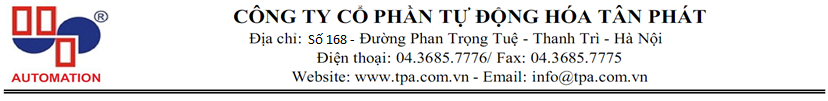 CÔNG TY CỔ PHẦN TỰ ĐỘNG HÓA TÂN PHÁT
Địa chỉ: Số 168 - Đường Phan Trọng Tuệ - Thanh Trì - Hà Nội
Điện thoại: 04.3685.7776/ Fax: 04.3685.7775
Website: www.tpa.com.vn - Email: info@tpa.com.vn
®
AUTOMATION